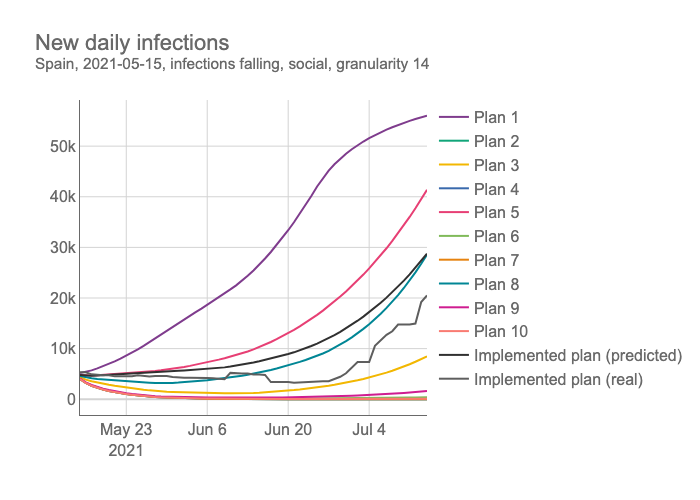 New daily infections
Spain, 2021-05-15, infections falling, social, granularity 14
50k
40k
30k
20k
10k
0
May 23
2021
Jun 6
Jun 20
Jul 4
Plan 1
Plan 2
Plan 3
Plan 4
Plan 5
Plan 6
Plan 7
Plan 8
Plan 9
Plan 10
Implemented plan (predicted)
Implemented plan (real)